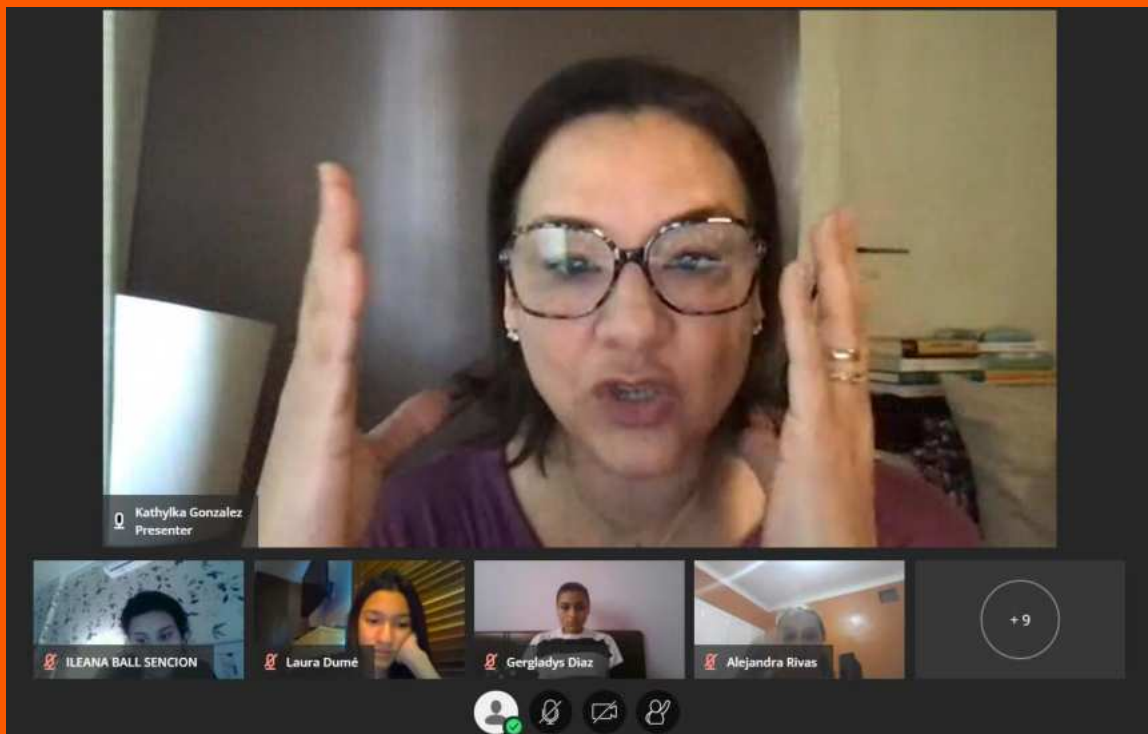 Kathylka Gonzalez
Presenter
ILEANA BALL SENCION
Laura Dumé
Gergladys Diaz
Alejandra Rivas
+9